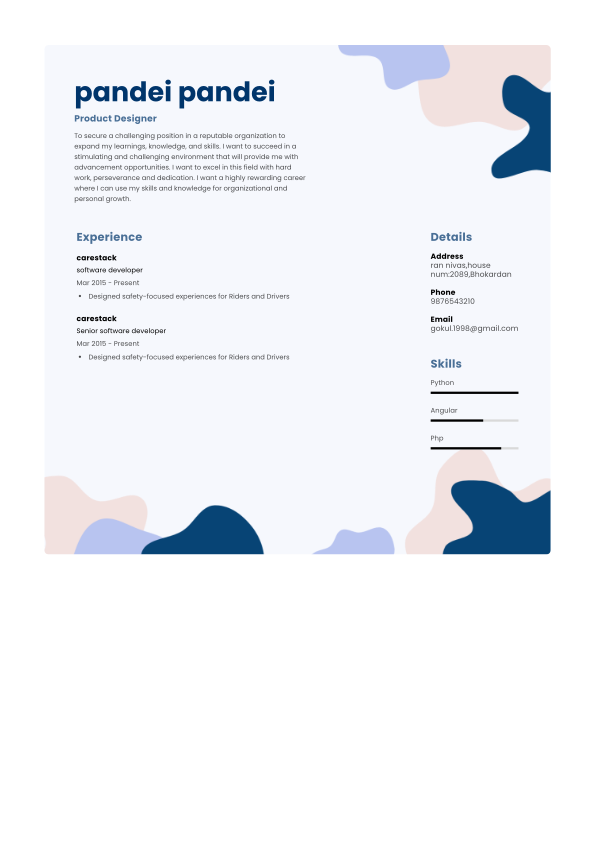 pandei pandei
Product Designer
To secure a challenging position in a reputable organization to
expand my learnings, knowledge, and skills. I want to succeed in a
stimulating and challenging environment that will provide me with
advancement opportunities. I want to excel in this field with hard
work, perseverance and dedication. I want a highly rewarding career
where I can use my skills and knowledge for organizational and
personal growth.
Experience
carestack
software developer
Mar 2015 - Present
• Designed safety-focused experiences for Riders and Drivers
carestack
Senior software developer
Mar 2015 - Present
• Designed safety-focused experiences for Riders and Drivers
Details
Address
ran nivas,house
num:2089,Bhokardan
Phone
9876543210
Email
gokul.1998@gmail.com
Skills
Python
Angular
Php